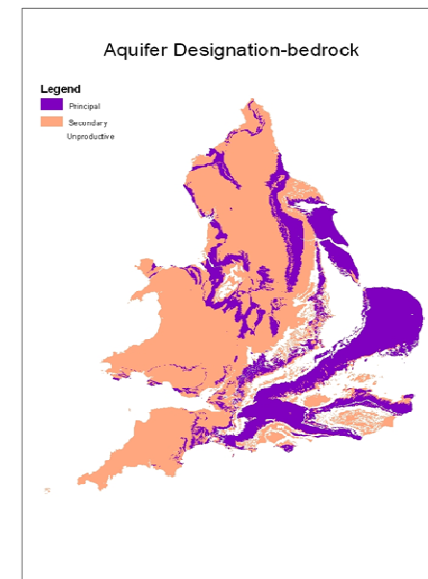 Aquifer Designation-bedrock
Legend
Principal
Secondary
Unproductive